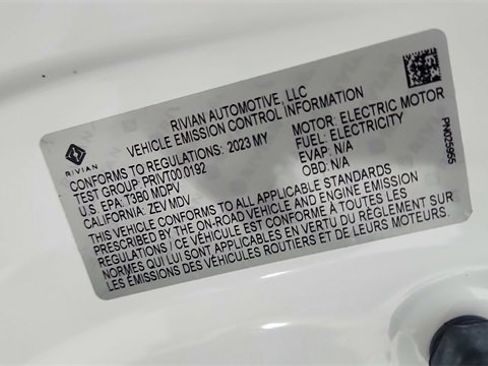 RIVIAN AUTOMOTIVE, LLC
VEHICLE EMISSION CONTROL INFORMATION
RIVIAN
CONFORMS TO REGULATIONS: 2023 MY
TEST GROUP: PRIVT00.0192
U.S EPA: T3B0 MDPV
CALIFORNIA: ZEV MDV
MOTOR: ELECTRIC MOTOR
FUEL: ELECTRICITY
EVAP: N/A
OBD: N/A
THIS VEHICLE CONFORMS TO ALL APPLICABLE STANDARDS
PRESCRIBED BY THE ON-ROAD VEHICLE AND ENGINE EMISSION
REGULATIONS / CE VÉHICULE EST CONFORME À TOUTES LES
NORMES QUI LUI SONT APPLICABLES EN VERTU DU RÈGLEMENT SUR
LES ÉMISSIONS DES VÉHICULES ROUTIERS ET DE LEURS MOTEURS.
PN025955